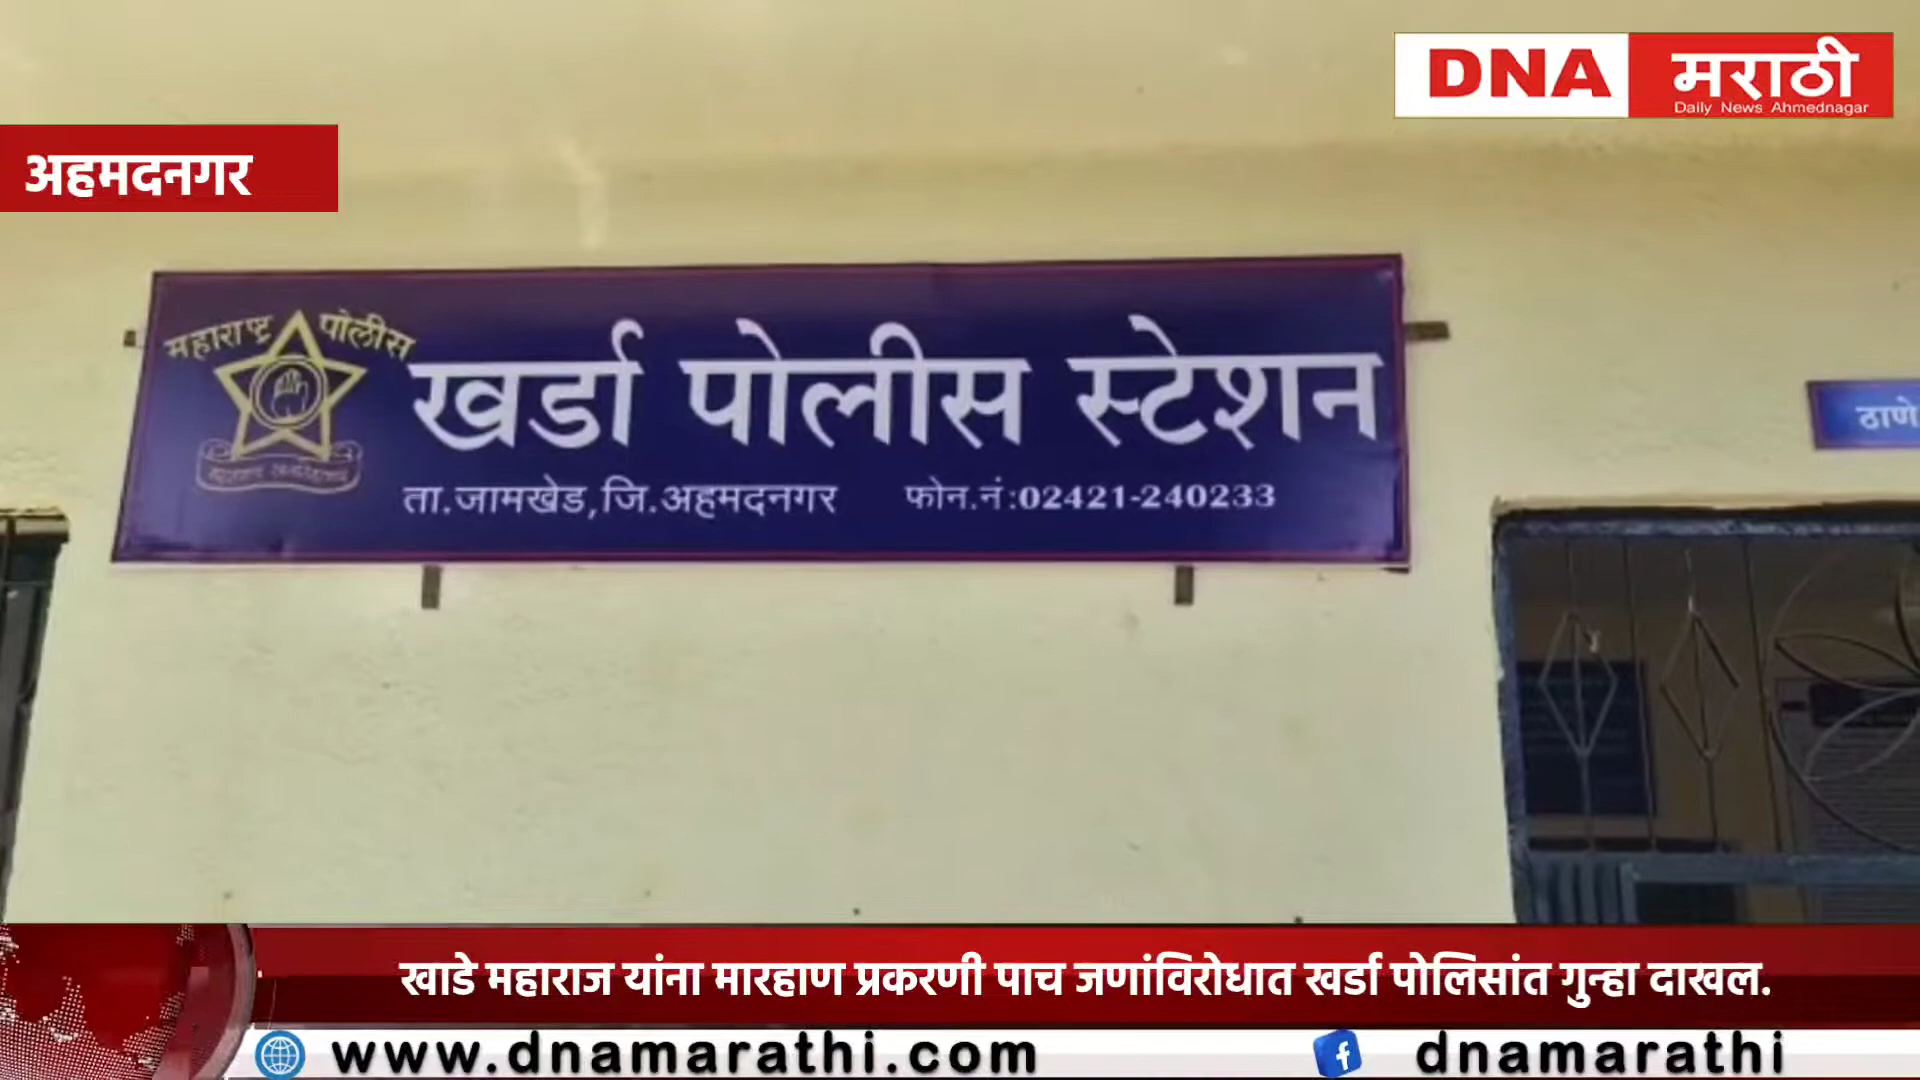 DNA मराठी
Daily News Ahmednagar
अहमदनगर
महाराष्ट्र पोलीस
खर्डा पोलीस स्टेशन
ता.जामखेड,जि.अहमदनगर फोन.नं:02421-240233
ठाणे
खाडे महाराज यांना मारहाण प्रकरणी पाच जणांविरोधात खर्डा पोलिसांत गुन्हा दाखल.
www.dnamarathi.com dnamarathi